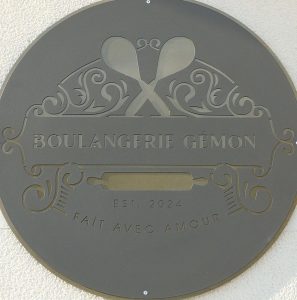 BOULANGERIE GÉMON
EST. 2024
FAIT AVEC AMOUR